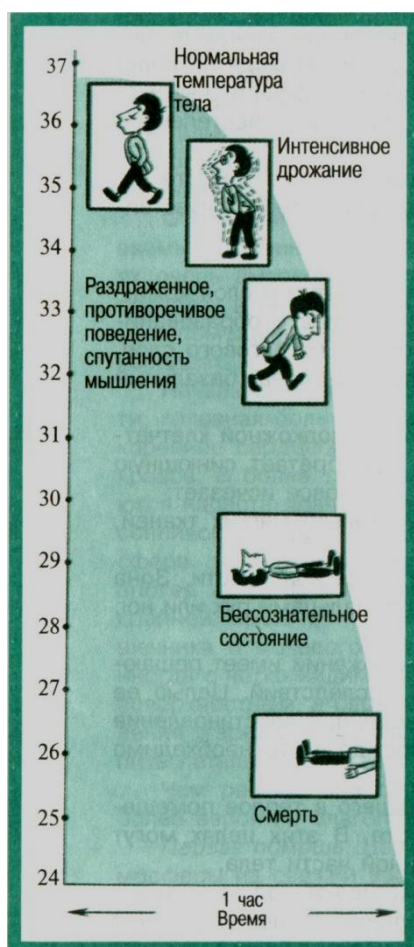 37
Нормальная
температура
тела
36
Интенсивное
дрожание
35
34
Раздраженное,
противоречивое
поведение,
спутанность
мышления
33
32
31
30
29
Бессознательное
состояние
28
27
26
Смерть
25
24
1 час
Время